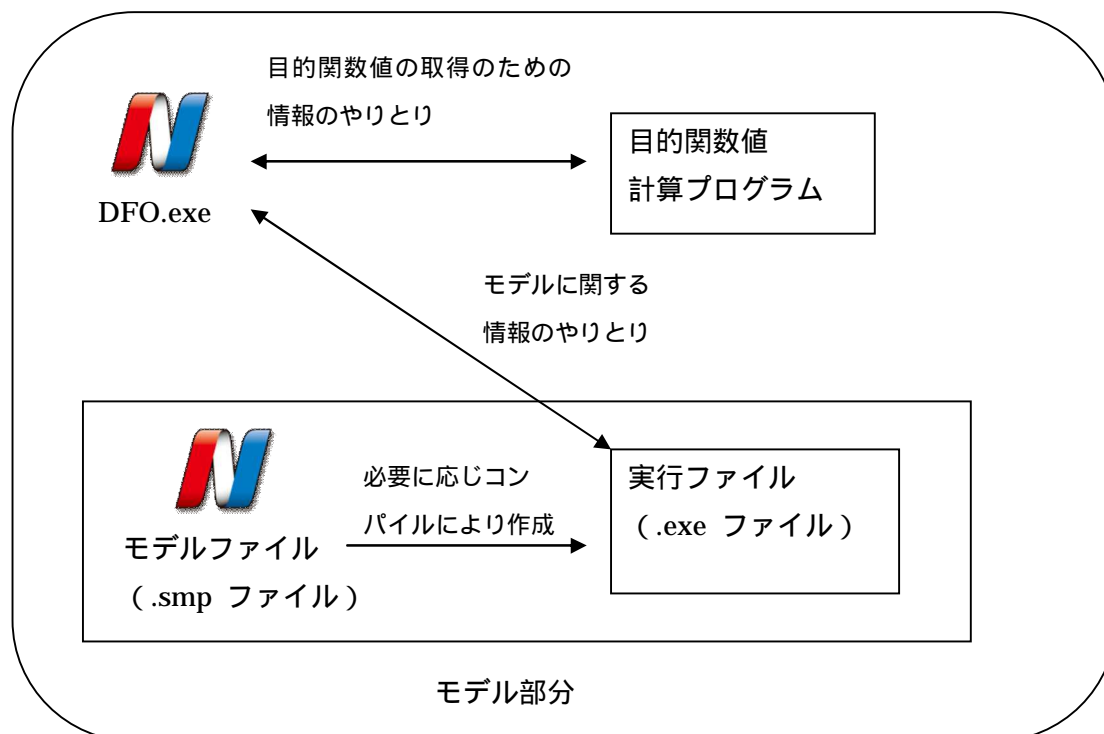 目的関数値の取得のための
情報のやりとり
DFO.exe
目的関数値
計算プログラム
モデルに関する
情報のやりとり
モデルファイル
（.smp ファイル）
必要に応じコン
パイルにより作成
実行ファイル
（.exe ファイル）
モデル部分